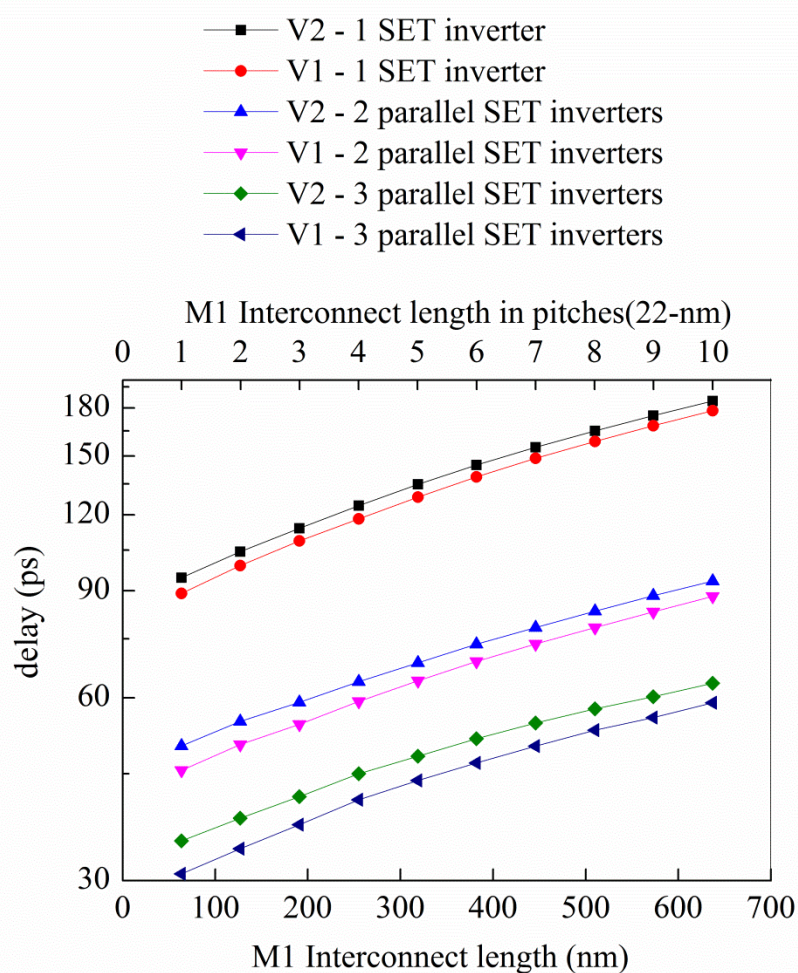 V2 - 1 SET inverter
V1 - 1 SET inverter
V2 - 2 parallel SET inverters
V1 - 2 parallel SET inverters
V2 - 3 parallel SET inverters
V1 - 3 parallel SET inverters
M1 Interconnect length in pitches(22-nm)
0 1 2 3 4 5 6 7 8 9 10
180
150
120
90
60
30
delay (ps)
0 100 200 300 400 500 600 700
M1 Interconnect length (nm)